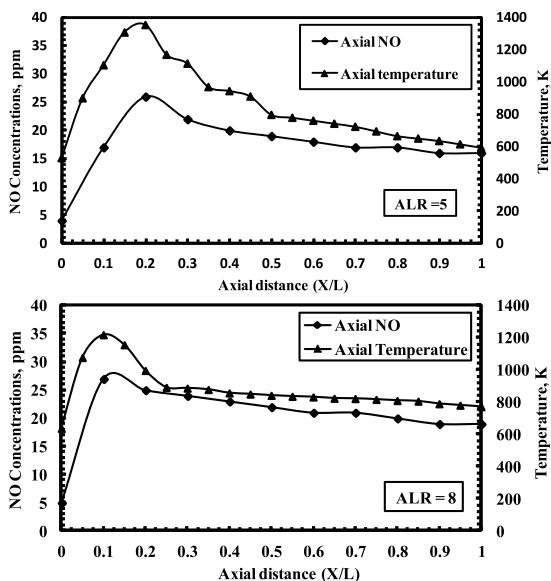 NO Concentrations, ppm
40
35
30
25
20
15
10
5
0
Axial NO
Axial temperature
ALR =5
1400
1200
1000
800
600
400
200
0
Temperature, K
0 0.1 0.2 0.3 0.4 0.5 0.6 0.7 0.8 0.9 1
Axial distance (X/L)
NO Concentrations, ppm
40
35
30
25
20
15
10
5
0
Axial NO
Axial Temperature
ALR = 8
1400
1200
1000
800
600
400
200
0
Temperature, K
0 0.1 0.2 0.3 0.4 0.5 0.6 0.7 0.8 0.9 1
Axial distance (X/L)